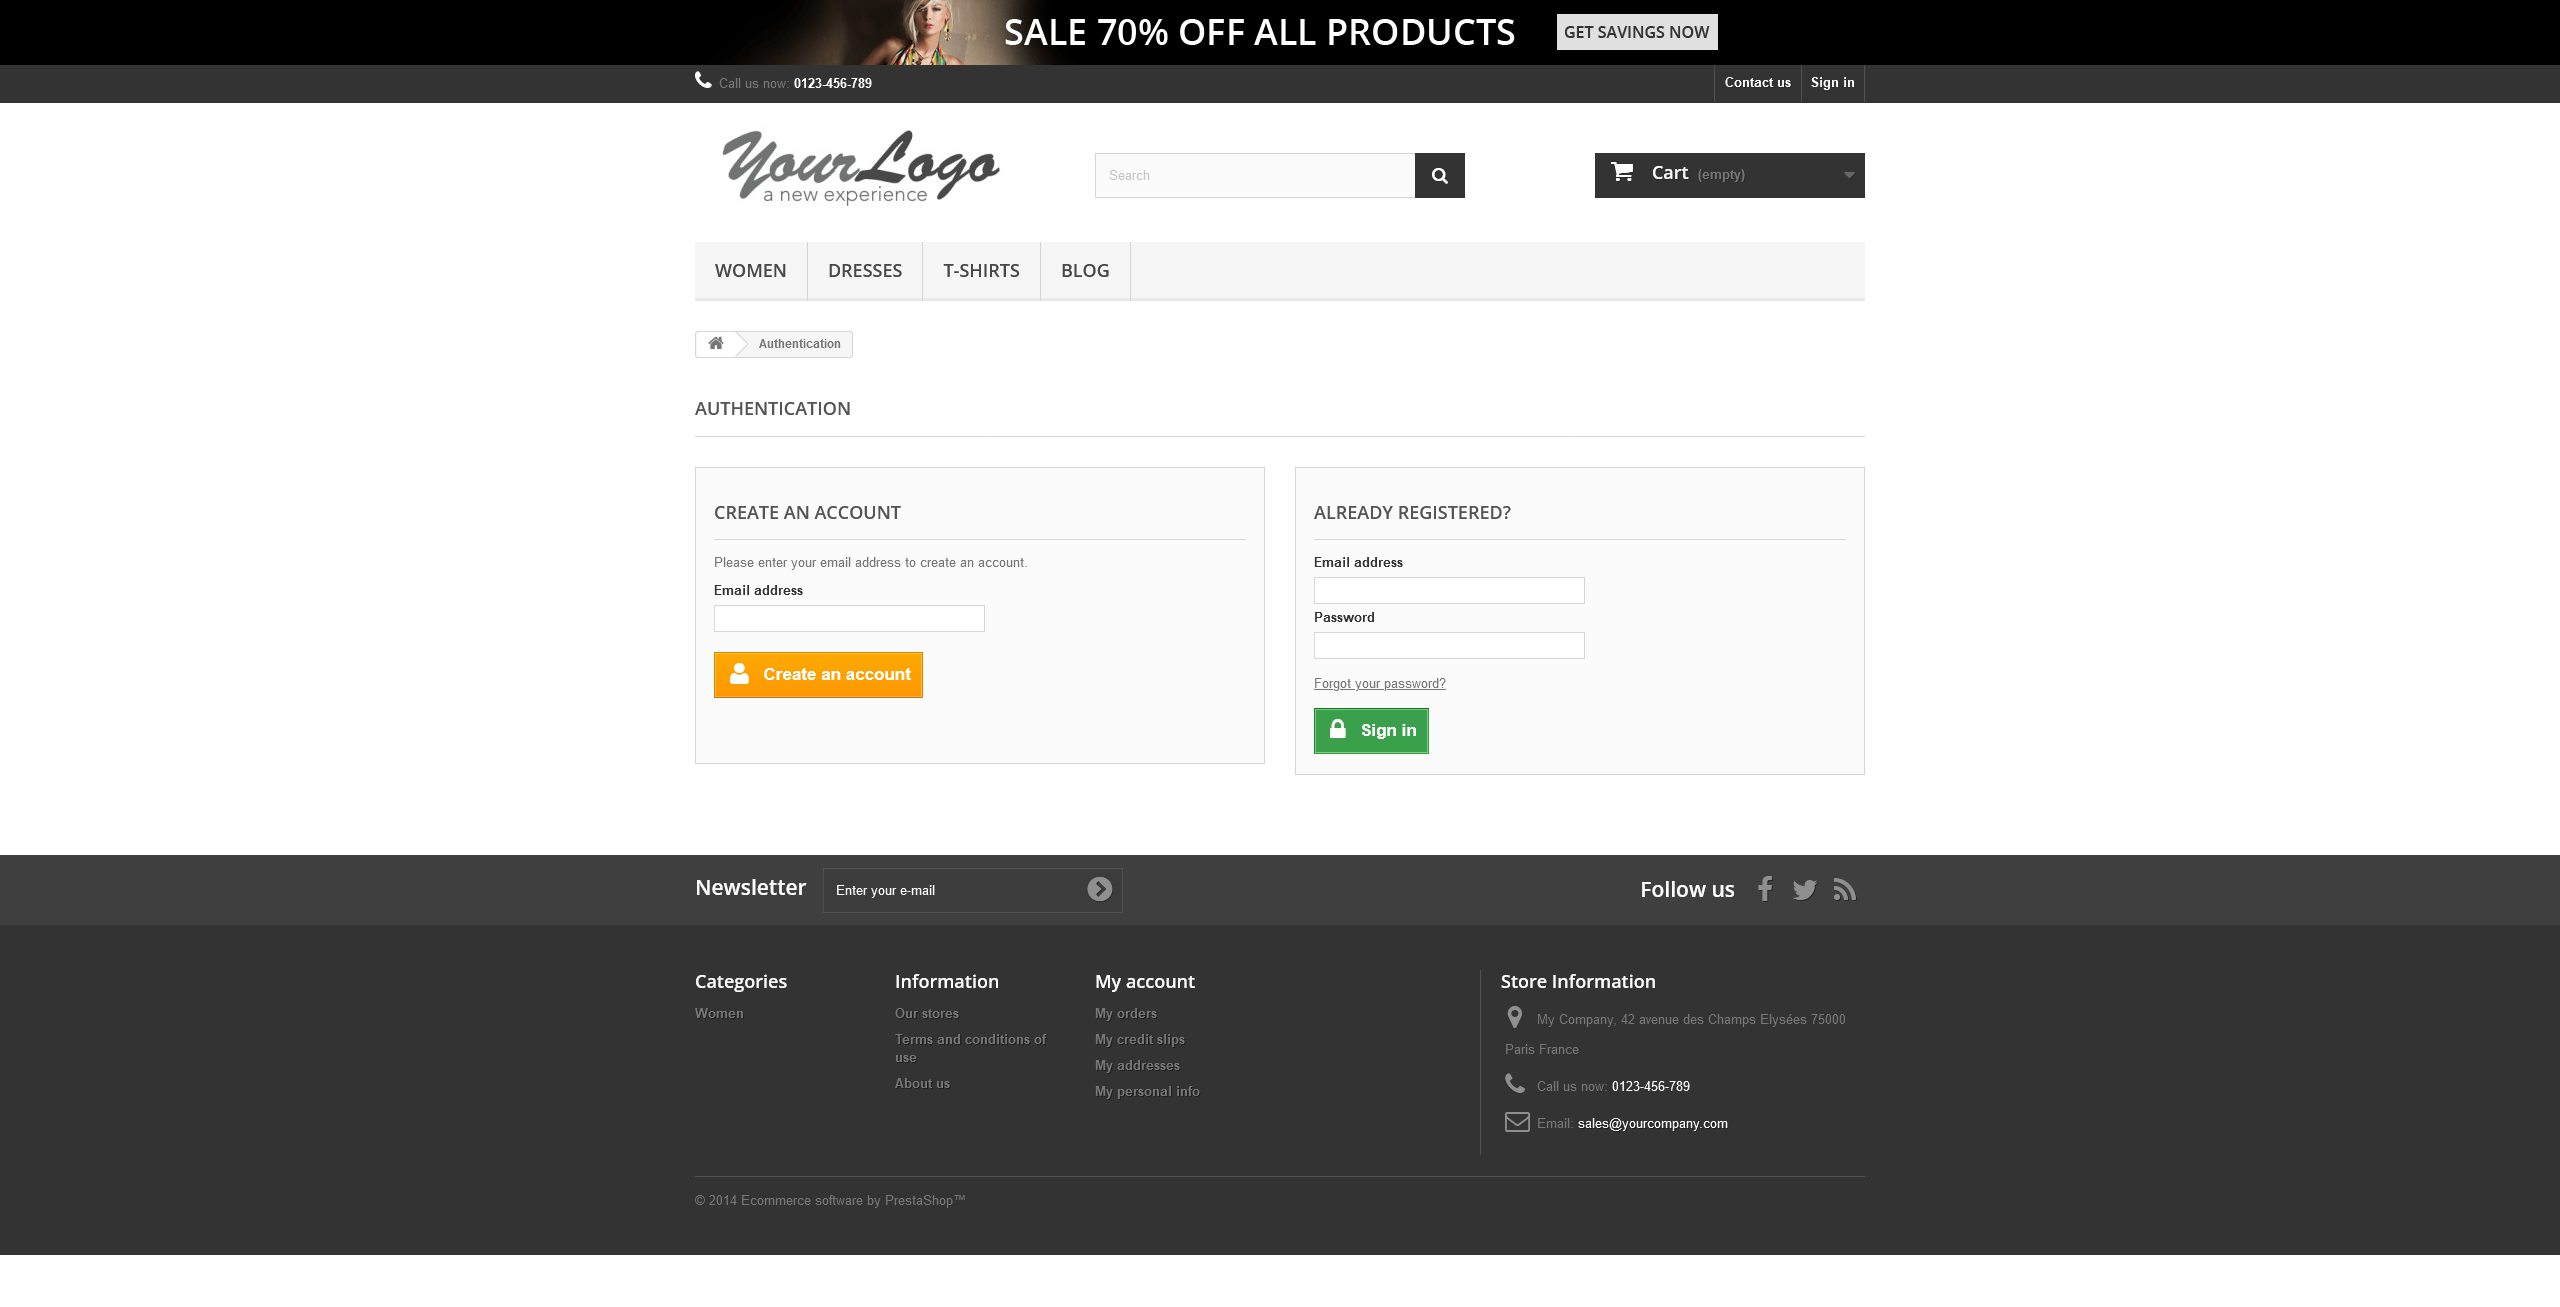 SALE 70% OFF ALL PRODUCTS
GET SAVINGS NOW
Call us now: 0123-456-789
Contact us
Sign in
YourLogo
a new experience
Search
Cart (empty)
WOMEN
DRESSES
T-SHIRTS
BLOG
Authentication
AUTHENTICATION
CREATE AN ACCOUNT
Please enter your email address to create an account.
Email address
Create an account
ALREADY REGISTERED?
Email address
Password
Forgot your password?
Sign in
Newsletter
Enter your e-mail
Follow us
Categories
Women
Information
Our stores
Terms and conditions of
use
About us
My account
My orders
My credit slips
My addresses
My personal info
Store Information
My Company, 42 avenue des Champs Elysées 75000
Paris France
Call us now: 0123-456-789
Email: sales@yourcompany.com
© 2014 Ecommerce software by PrestaShop™